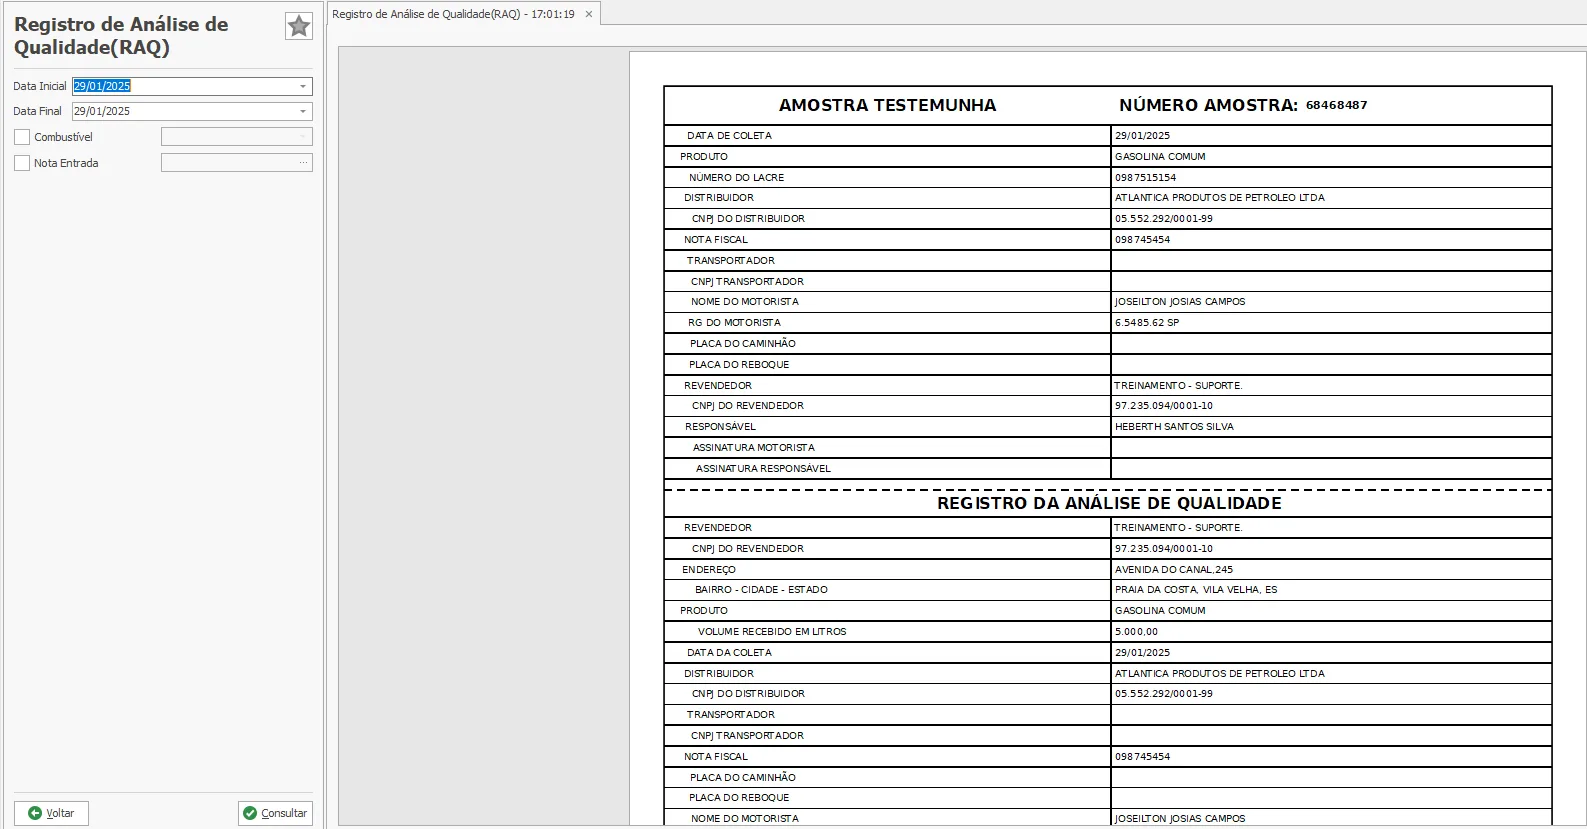 Registro de Análise de
Qualidade(RAQ)
Data Inicial 29/01/2025
Data Final 29/01/2025
Combustível
Nota Entrada
Voltar
Consultar
Registro de Análise de Qualidade(RAQ) - 17:01:19
AMOSTRA TESTEMUNHA NÚMERO AMOSTRA: 68468487
DATA DE COLETA 29/01/2025
PRODUTO GASOLINA COMUM
NÚMERO DO LACRE 0987515154
DISTRIBUIDOR ATLANTICA PRODUTOS DE PETROLEO LTDA
CNPJ DO DISTRIBUIDOR 05.552.292/0001-99
NOTA FISCAL 098745454
TRANSPORTADOR
CNPJ TRANSPORTADOR
NOME DO MOTORISTA JOSEILTON JOSIAS CAMPOS
RG DO MOTORISTA 6.5485.62 SP
PLACA DO CAMINHÃO
PLACA DO REBOQUE
REVENDEDOR TREINAMENTO - SUPORTE.
CNPJ DO REVENDEDOR 97.235.094/0001-10
RESPONSÁVEL HEBERTH SANTOS SILVA
ASSINATURA MOTORISTA
ASSINATURA RESPONSÁVEL
REGISTRO DA ANÁLISE DE QUALIDADE
REVENDEDOR TREINAMENTO - SUPORTE.
CNPJ DO REVENDEDOR 97.235.094/0001-10
ENDEREÇO AVENIDA DO CANAL,245
BAIRRO - CIDADE - ESTADO PRAIA DA COSTA, VILA VELHA, ES
PRODUTO GASOLINA COMUM
VOLUME RECEBIDO EM LITROS 5.000,00
DATA DA COLETA 29/01/2025
DISTRIBUIDOR ATLANTICA PRODUTOS DE PETROLEO LTDA
CNPJ DO DISTRIBUIDOR 05.552.292/0001-99
TRANSPORTADOR
CNPJ TRANSPORTADOR
NOTA FISCAL 098745454
PLACA DO CAMINHÃO
PLACA DO REBOQUE
NOME DO MOTORISTA JOSEILTON JOSIAS CAMPOS